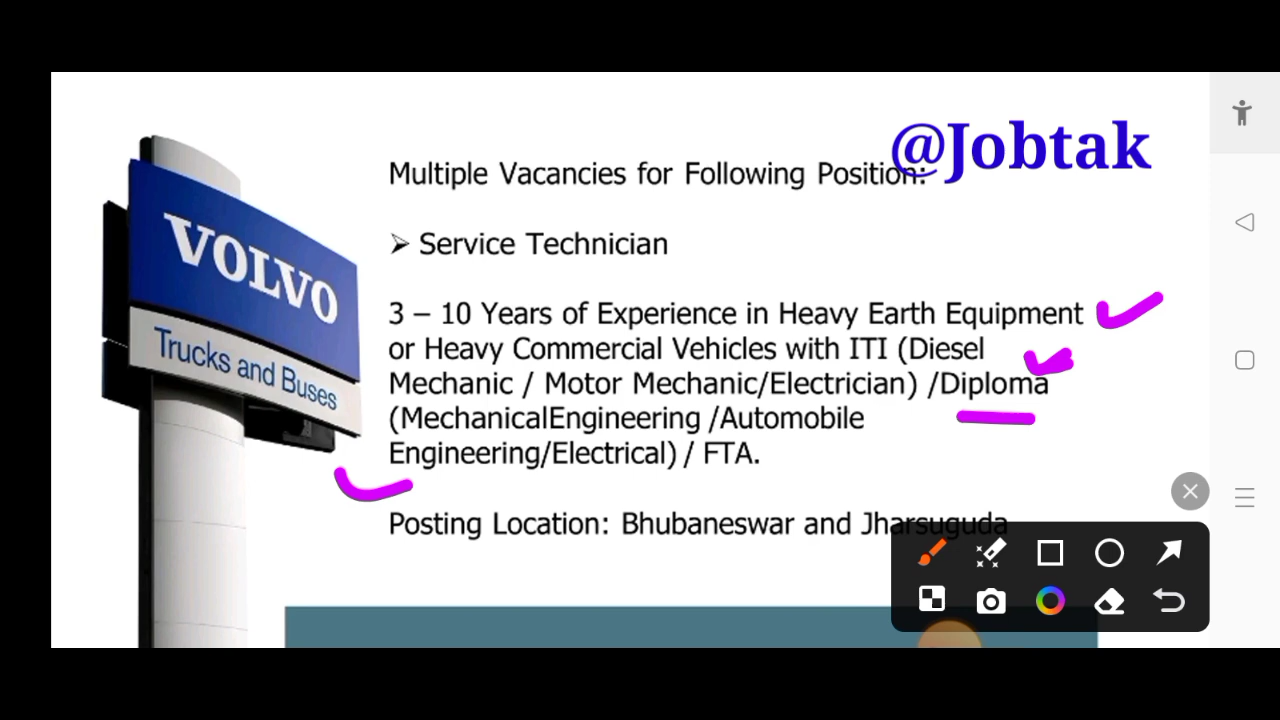 @Jobtak
Multiple Vacancies for Following Position:
➢ Service Technician
3 – 10 Years of Experience in Heavy Earth Equipment
or Heavy Commercial Vehicles with ITI (Diesel
Mechanic / Motor Mechanic/Electrician) /Diploma
(MechanicalEngineering /Automobile
Engineering/Electrical) / FTA.
Posting Location: Bhubaneswar and Jharsuguda
VOLVO
Trucks and Buses